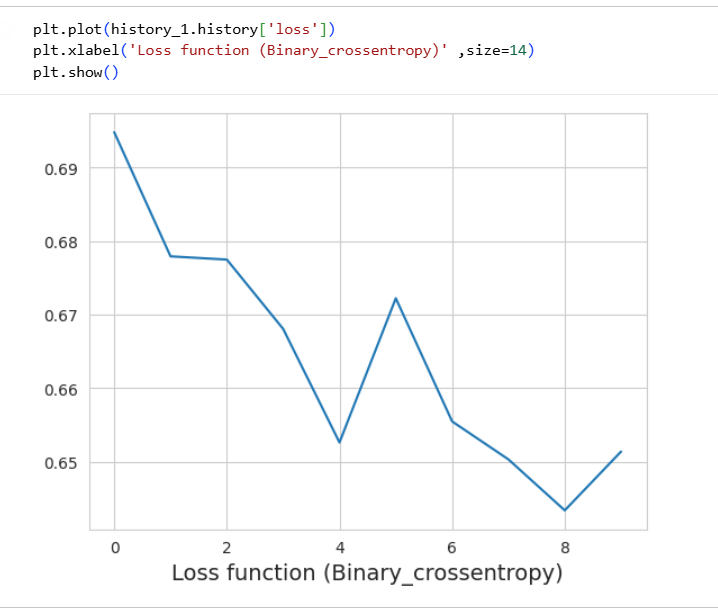 plt.plot(history_1.history['loss'])
plt.xlabel('Loss function (Binary_crossentropy)' ,size=14)
plt.show()
0.69
0.68
0.67
0.66
0.65
0 2 4 6 8
Loss function (Binary_crossentropy)